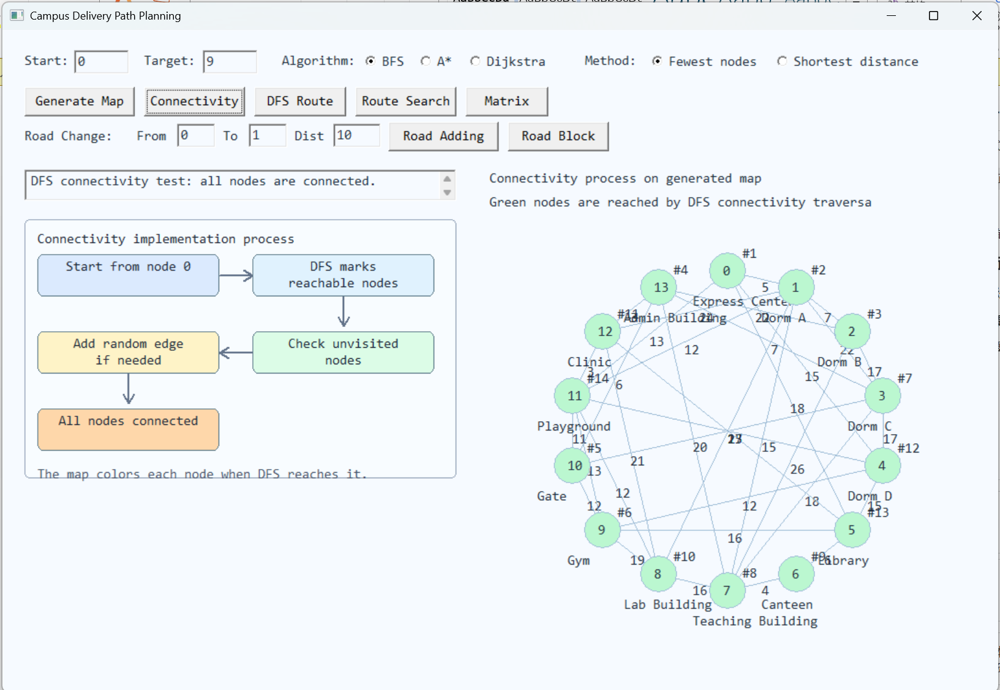 Campus Delivery Path Planning
Start: 0 Target: 9 Algorithm: BFS A* Dijkstra Method: Fewest nodes Shortest distance
Generate Map Connectivity DFS Route Route Search Matrix
Road Change: From 0 To 1 Dist 10 Road Adding Road Block
DFS connectivity test: all nodes are connected.
Connectivity implementation process
Start from node 0
DFS marks
reachable nodes
Add random edge
if needed
Check unvisited
nodes
All nodes connected
The map colors each node when DFS reaches it.
Connectivity process on generated map
Green nodes are reached by DFS connectivity traversa
#1
#4 0 #2
13 5 1
Express Cente
#3
Admin Building Dorm A 7
12 2
13 12 7
Clinic Dorm B
3 17
#14 6 15 #7
11 3
18
Playground Dorm C
11 17
#5 20 15 #12
10 13 21 26 4
Gate 12 Dorm D
12 12 18 15
#6 #13
9 5
16
Gym 19 #10 Library
8 #8 6
16 7 4
Lab Building Canteen
Teaching Building